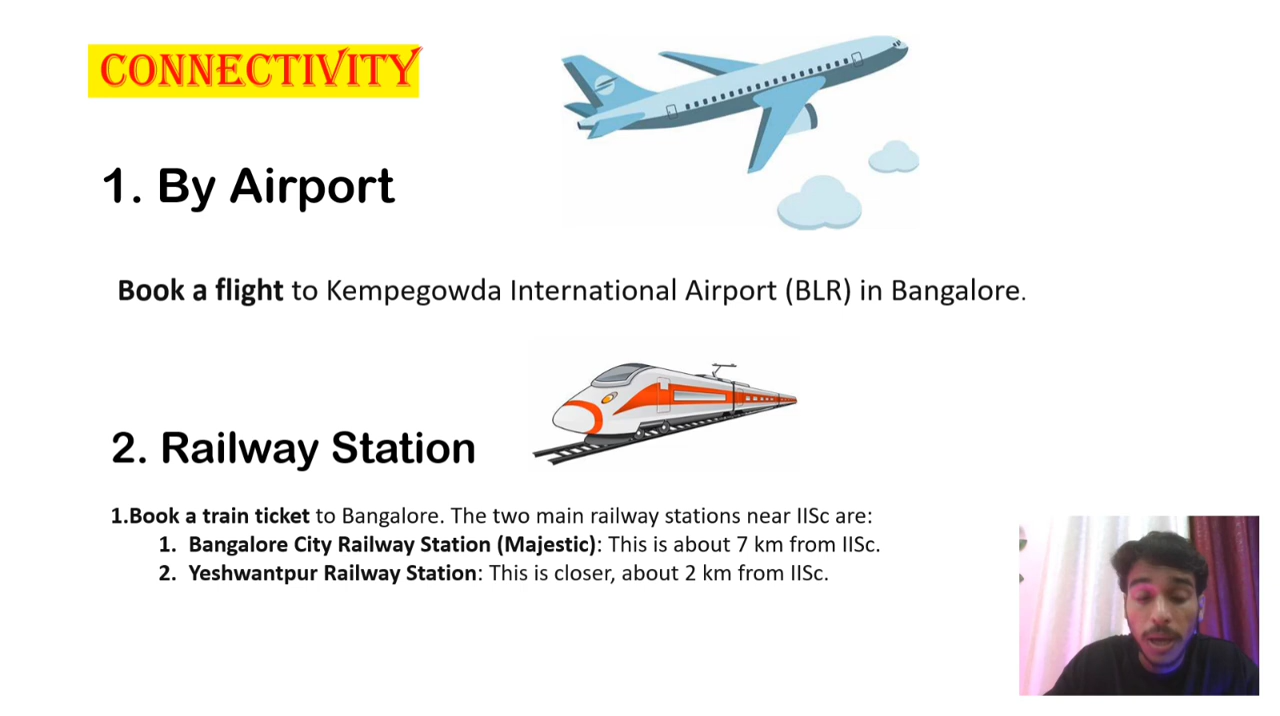 CONNECTIVITY
1. By Airport
Book a flight to Kempegowda International Airport (BLR) in Bangalore.
2. Railway Station
1.Book a train ticket to Bangalore. The two main railway stations near IISc are:
1. Bangalore City Railway Station (Majestic): This is about 7 km from IISc.
2. Yeshwantpur Railway Station: This is closer, about 2 km from IISc.